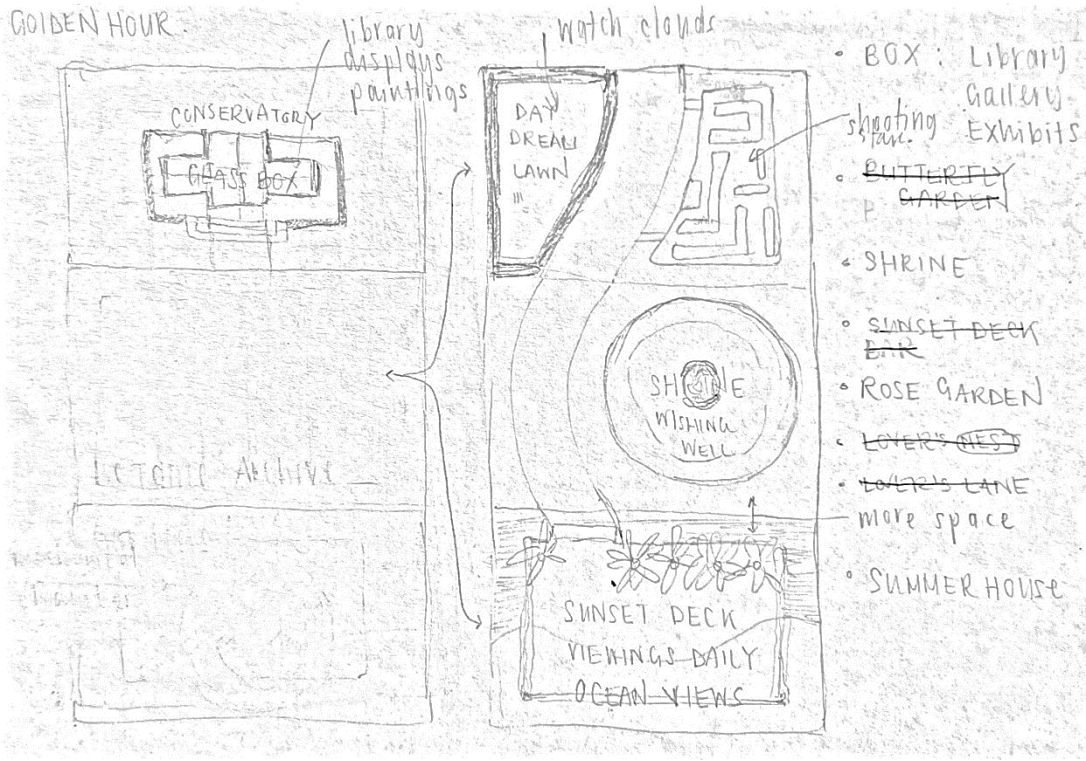 GOLDEN HOUR
library
displays
paintings
CONSERVATORY
GLASS BOX
Botanic Archive
watch clouds
DAY
DREAM
LAWN
SHRINE
WISHING
WELL
SUNSET DECK
VIEWINGS DAILY
OCEAN VIEWS
• BOX : Library
Gallery
Exhibits
shooting
• BUTTERFLY
GARDEN
• SHRINE
• SUNSET DECK
BAR
• ROSE GARDEN
• LOVER'S NEST
• LOVER'S LANE
more space
• SUMMER HOUSE